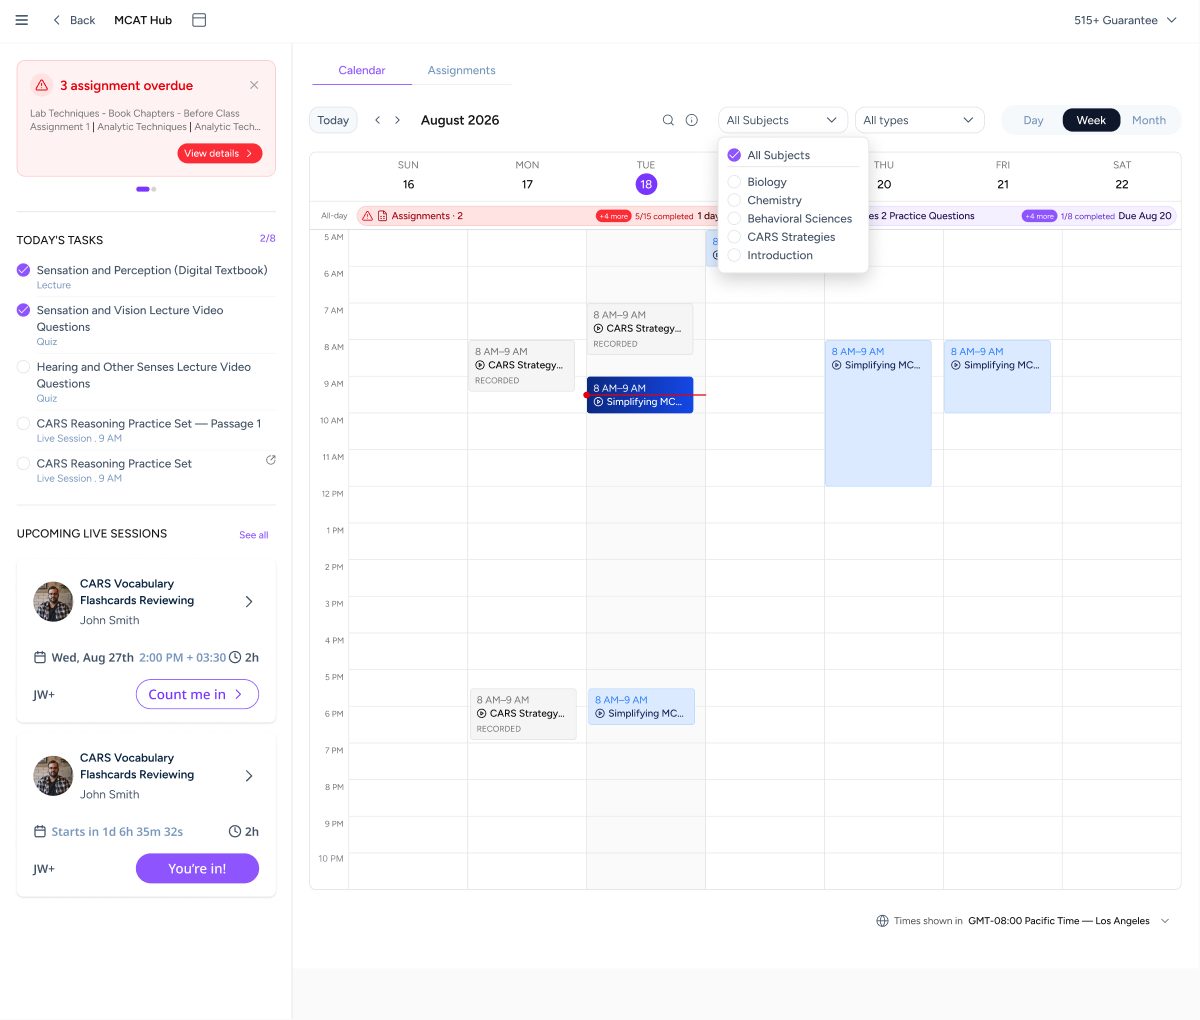 Back
MCAT Hub
515+ Guarantee
3 assignment overdue
Lab Techniques - Book Chapters - Before Class
Assignment 1 | Analytic Techniques | Analytic Tech...
View details
TODAY'S TASKS
2/8
Sensation and Perception (Digital Textbook)
Lecture
Sensation and Vision Lecture Video
Questions
Quiz
Hearing and Other Senses Lecture Video
Questions
Quiz
CARS Reasoning Practice Set — Passage 1
Live Session . 9 AM
CARS Reasoning Practice Set
Live Session . 9 AM
UPCOMING LIVE SESSIONS
See all
CARS Vocabulary
Flashcards Reviewing
John Smith
Wed, Aug 27th 2:00 PM + 03:30 2h
JW+
Count me in
CARS Vocabulary
Flashcards Reviewing
John Smith
Starts in 1d 6h 35m 32s 2h
JW+
You're in!
Calendar
Assignments
Today
August 2026
All Subjects
All types
Day
Week
Month
All Subjects
Biology
Chemistry
Behavioral Sciences
CARS Strategies
Introduction
SUN
16
MON
17
TUE
18
THU
20
FRI
21
SAT
22
All-day
Assignments · 2
+4 more
5/15 completed
1 day
es 2 Practice Questions
+4 more
1/8 completed
Due Aug 20
5 AM
6 AM
7 AM
8 AM
9 AM
10 AM
11 AM
12 PM
1 PM
2 PM
3 PM
4 PM
5 PM
6 PM
7 PM
8 PM
9 PM
10 PM
8 AM–9 AM
CARS Strategy...
RECORDED
8 AM–9 AM
CARS Strategy...
RECORDED
8 AM–9 AM
CARS Strategy...
RECORDED
8 AM–9 AM
Simplifying MC...
8 AM–9 AM
Simplifying MC...
8
8 AM–9 AM
Simplifying MC...
8 AM–9 AM
Simplifying MC...
Times shown in GMT-08:00 Pacific Time — Los Angeles